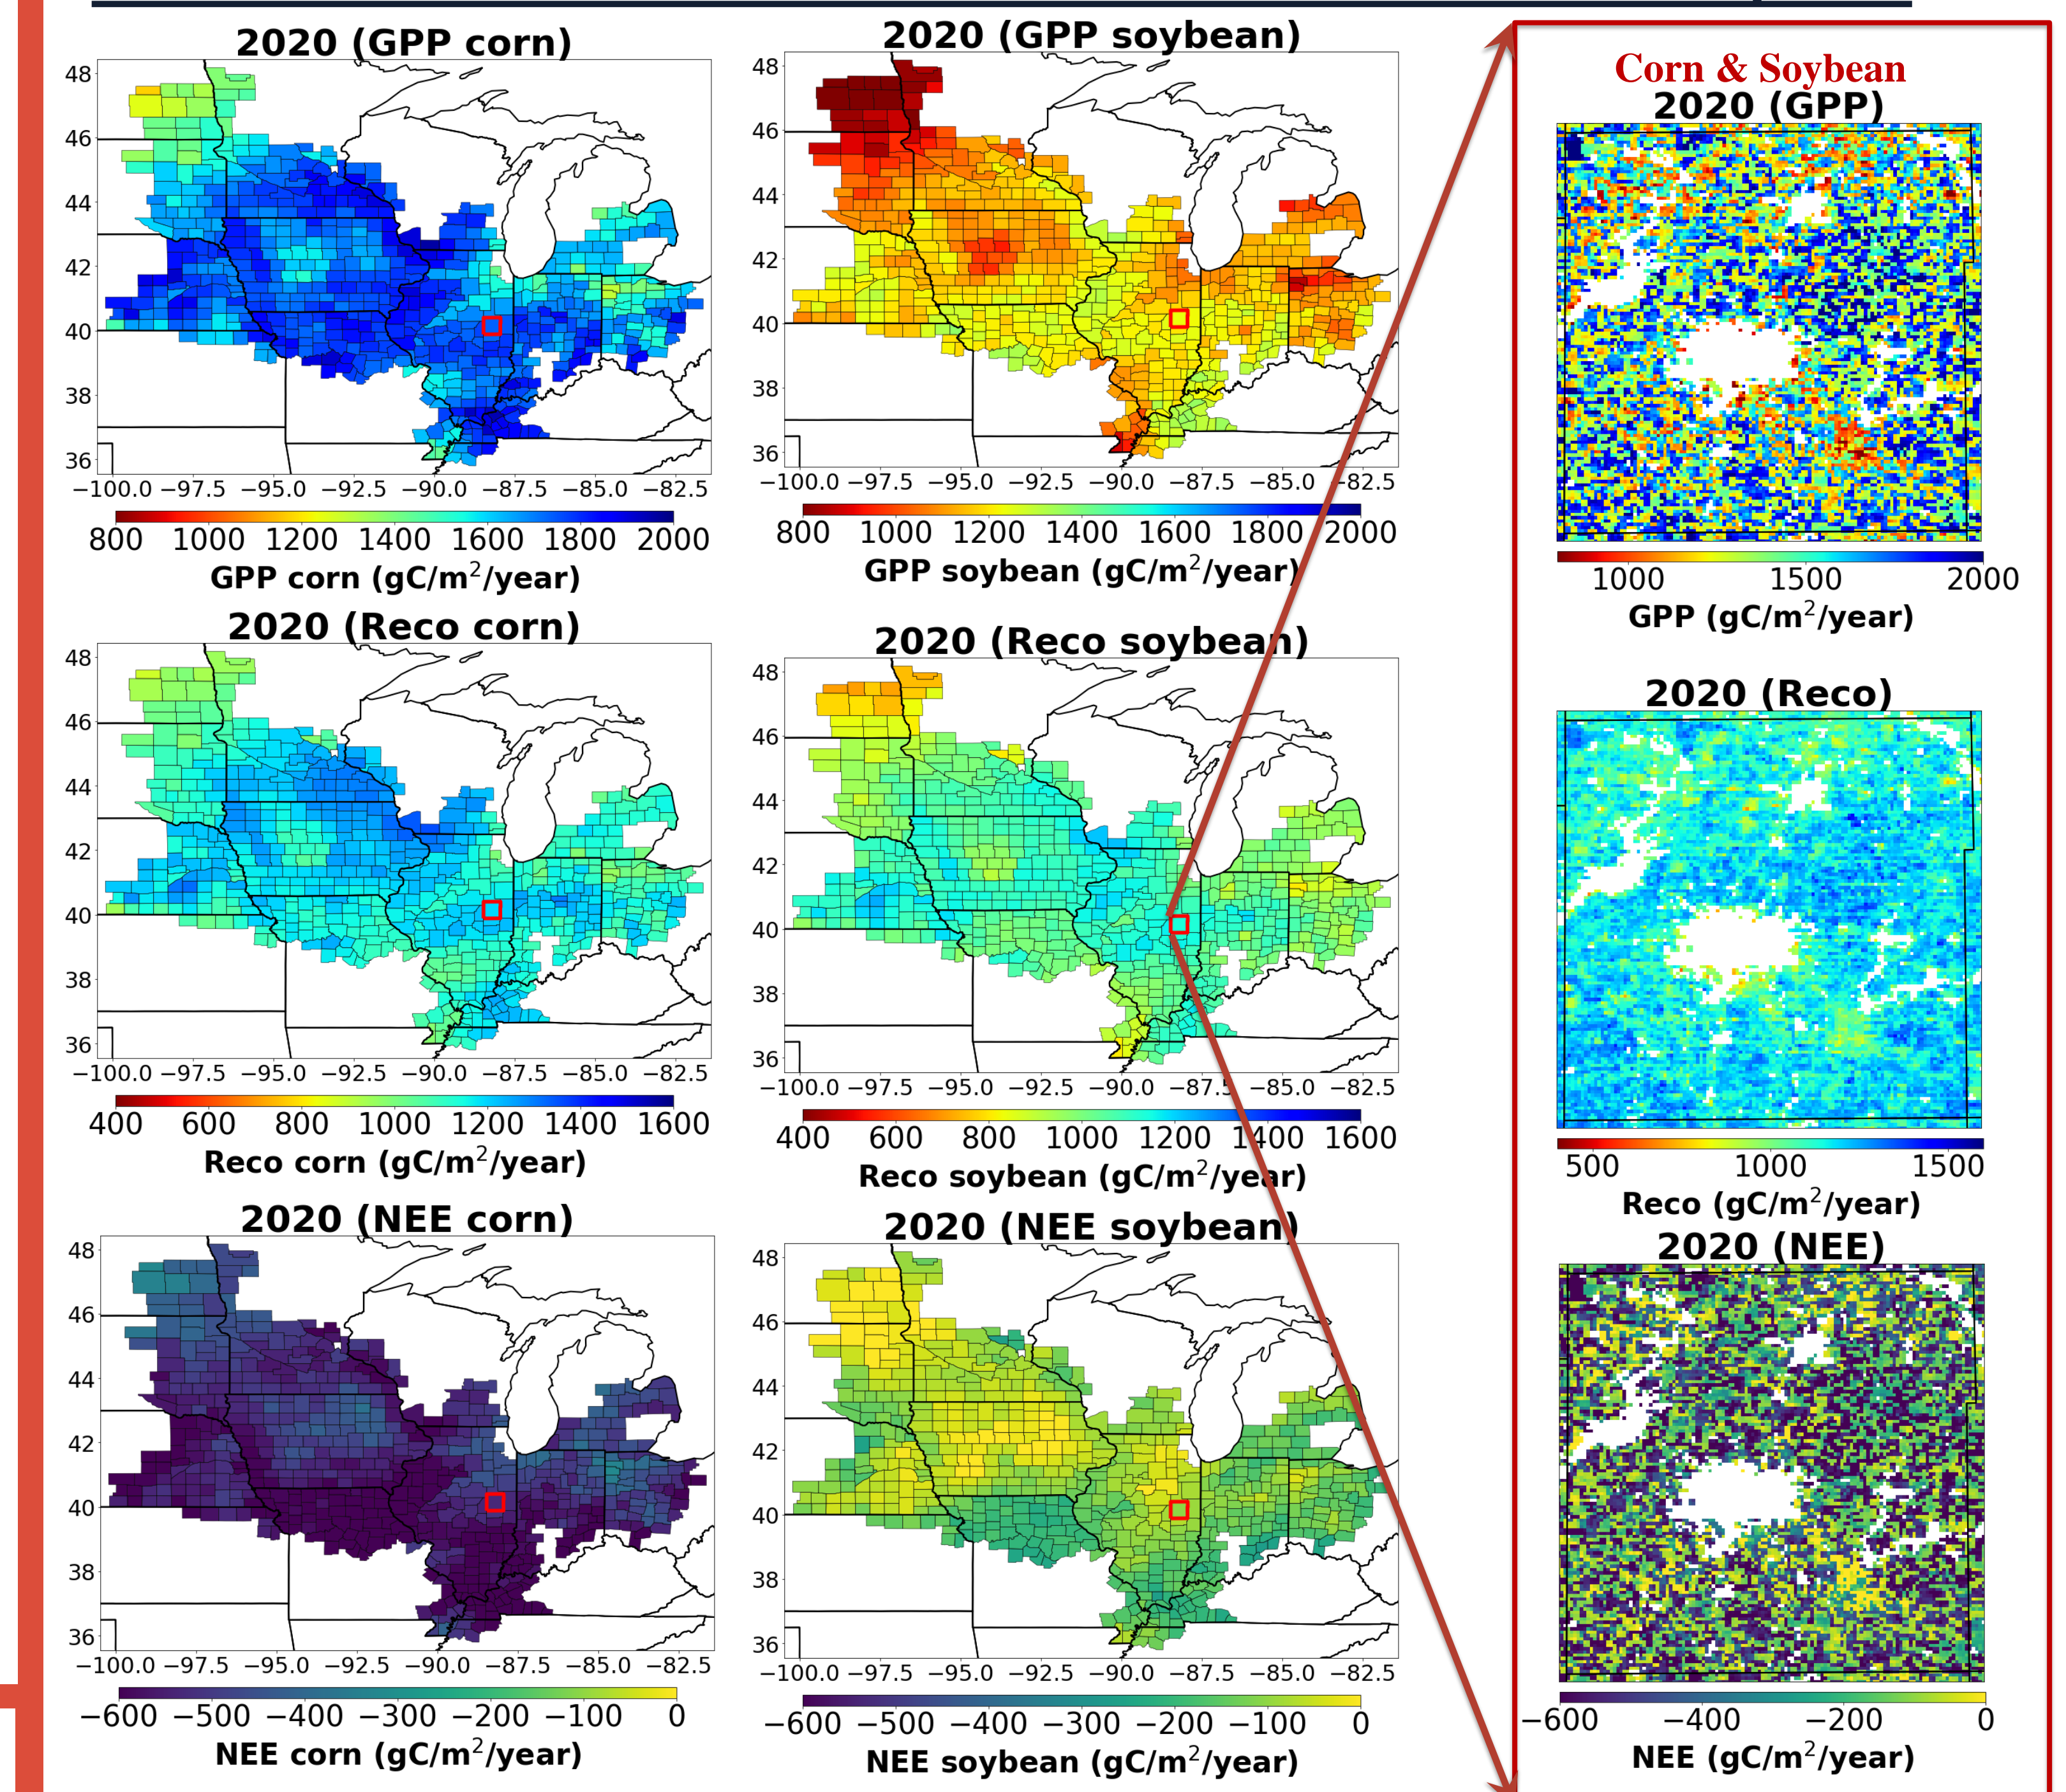 2020 (GPP corn)
48
46
44
42
40
38
36
−100.0 −97.5 −95.0 −92.5 −90.0 −87.5 −85.0 −82.5
800 1000 1200 1400 1600 1800 2000
GPP corn (gC/m²/year)
2020 (GPP soybean)
48
46
44
42
40
38
36
−100.0 −97.5 −95.0 −92.5 −90.0 −87.5 −85.0 −82.5
800 1000 1200 1400 1600 1800 2000
GPP soybean (gC/m²/year)
Corn & Soybean
2020 (GPP)
1000 1500 2000
GPP (gC/m²/year)
2020 (Reco corn)
48
46
44
42
40
38
36
−100.0 −97.5 −95.0 −92.5 −90.0 −87.5 −85.0 −82.5
400 600 800 1000 1200 1400 1600
Reco corn (gC/m²/year)
2020 (Reco soybean)
48
46
44
42
40
38
36
−100.0 −97.5 −95.0 −92.5 −90.0 −87.5 −85.0 −82.5
400 600 800 1000 1200 1400 1600
Reco soybean (gC/m²/year)
2020 (Reco)
500 1000 1500
Reco (gC/m²/year)
2020 (NEE corn)
48
46
44
42
40
38
36
−100.0 −97.5 −95.0 −92.5 −90.0 −87.5 −85.0 −82.5
−600 −500 −400 −300 −200 −100 0
NEE corn (gC/m²/year)
2020 (NEE soybean)
48
46
44
42
40
38
36
−100.0 −97.5 −95.0 −92.5 −90.0 −87.5 −85.0 −82.5
−600 −500 −400 −300 −200 −100 0
NEE soybean (gC/m²/year)
2020 (NEE)
−600 −400 −200 0
NEE (gC/m²/year)